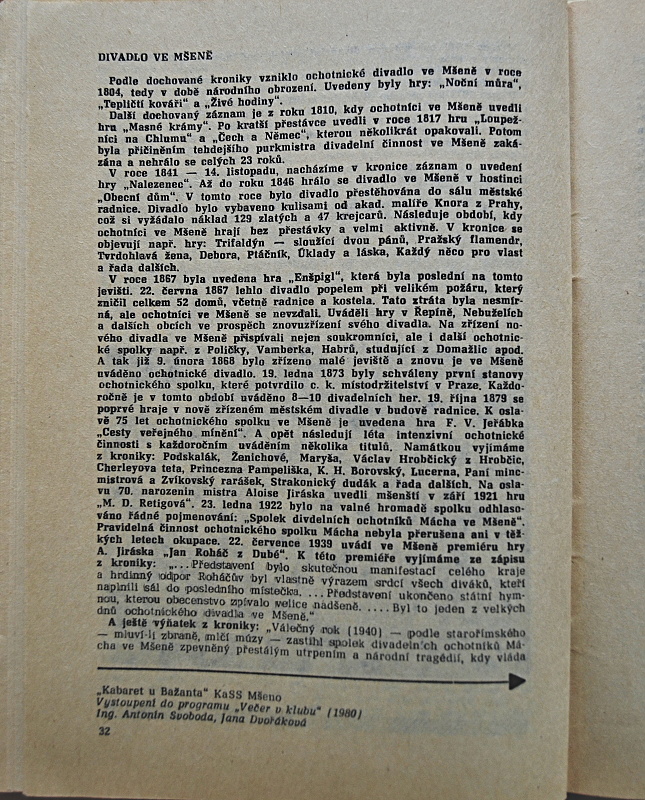 DIVADLO VE MŠENĚ
Podle dochované kroniky vzniklo ochotnické divadlo ve Mšeně v roce
1804, tedy v době národního obrození. Uvedeny byly hry: „Noční můra",
„Tepličtí kováři" a „Živé hodiny".
Další dochovaný záznam je z roku 1810, kdy ochotníci ve Mšeně uvedli
hru „Masné krámy". Po kratší přestávce uvedli v roce 1817 hru „Loupež-
níci na Chlumu" a „Čech a Němec", kterou několikrát opakovali. Potom
byla přičiněním tehdejšího purkmistra divadelní činnost ve Mšeně zaká-
zána a nehrálo se celých 23 roků.
V roce 1841 — 14. listopadu, nacházíme v kronice záznam o uvedení
hry „Nalezenec". Až do roku 1846 hrálo se divadlo ve Mšeně v hostinci
„Obecní dům". V tomto roce bylo divadlo přestěhována do sálu městské
radnice. Divadlo bylo vybaveno kulisami od akad. malíře Knora z Prahy,
což si vyžádalo náklad 129 zlatých a 47 krejcarů. Následuje období, kdy
ochotníci ve Mšeně hrají bez přestávky a velmi aktivně. V kronice se
objevují např. hry: Trifaldýn — sloužící dvou pánů, Pražský flamendr,
Tvrdohlavá žena, Debora, Ptáčník, Úklady a láska, Každý něco pro vlast
a řada dalších.
V roce 1867 byla uvedena hra „Enšpigl", která byla poslední na tomto
jevišti. 22. června 1867 lehlo divadlo popelem při velikém požáru, který
zničil celkem 52 domů, včetně radnice a kostela. Tato ztráta byla nesmír-
ná, ale ochotníci ve Mšeně se nevzdali. Uváděli hry v Řepíně, Nebuželích
a dalších obcích ve prospěch znovuzřízení svého divadla. Na zřízení no-
vého divadla ve Mšeně přispívali nejen soukromníci, ale i další ochotnic-
ké spolky např. z Poličky, Vamberka, Habrů, studující z Domažlic apod.
A tak již 9. února 1868 bylo zřízeno malé jeviště a znovu je ve Mšeně
uváděno ochotnické divadlo. 19. ledna 1873 byly schváleny první stanovy
ochotnického spolku, které potvrdilo c. k. místodržitelství v Praze. Každo-
ročně je v tomto období uváděno 8—10 divadelních her. 19. října 1879 se
poprvé hraje v nově zřízeném městském divadle v budově radnice. K osla-
vě 75 let ochotnického spolku ve Mšeně je uvedena hra F. V. Jeřábka
„Cesty veřejného mínění". A opět následují léta intenzivní ochotnické
činnosti s každoročním uváděním několika titulů. Namátkou vyjímáme
z kroniky: Podskalák, Ženichové, Maryša, Václav Hrobčický z Hrobčic,
Cherleyova teta, Princezna Pampeliška, K. H. Borovský, Lucerna, Paní minc-
mistrová a Zvíkovský rarášek, Strakonický dudák a řada dalších. Na osla-
vu 70. narozenin mistra Aloise Jiráska uvedli mšenští v září 1921 hru
„M. D. Retigová". 23. ledna 1922 bylo na valné hromadě spolku odhlaso-
váno řádné pojmenování: „Spolek divdelních ochotníků Mácha ve Mšeně".
Pravidelná činnost ochotnického spolku Mácha nebyla přerušena ani v těž-
kých letech okupace. 22. července 1939 uvádí ve Mšeně premiéru hry
A. Jiráska „Jan Roháč z Dubé". K této premiéře vyjímáme ze zápisu
z kroniky: „. . .Představení bylo skutečnou manifestací celého kraje
a hrdinný odpor Roháčův byl vlastně výrazem srdcí všech diváků, kteří
naplnili sál do posledního místečka. . . . Představení ukončeno státní hym-
nou, kterou obecenstvo zpívalo velice nadšeně. . . . . Byl to jeden z velkých
dnů ochotnického divadla ve Mšeně."
A ještě výňatek z kroniky: „Válečný rok (1940) — podle starořímského
— mluví-li zbraně, mlčí múzy — zastihl spolek divadelních ochotníků Má-
cha ve Mšeně zpevněný přestálým utrpením a národní tragédií, kdy vláda
„Kabaret u Bažanta" KaSS Mšeno
Vystoupení do programu „Večer v klubu" (1980)
Ing. Antonín Svoboda, Jana Dvořáková
32